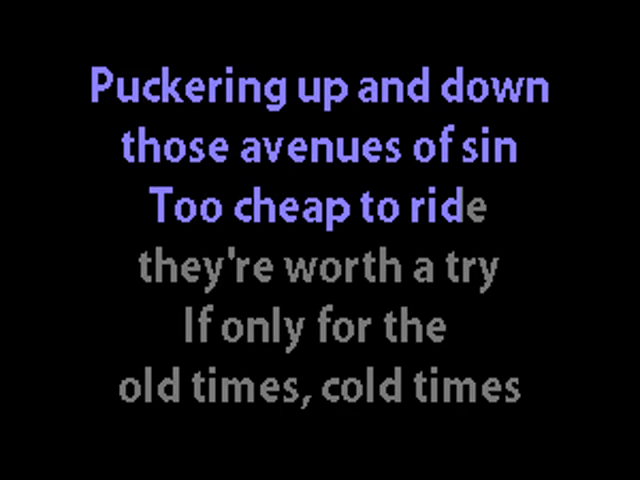 Puckering up and down
those avenues of sin
Too cheap to ride
they're worth a try
If only for the
old times, cold times